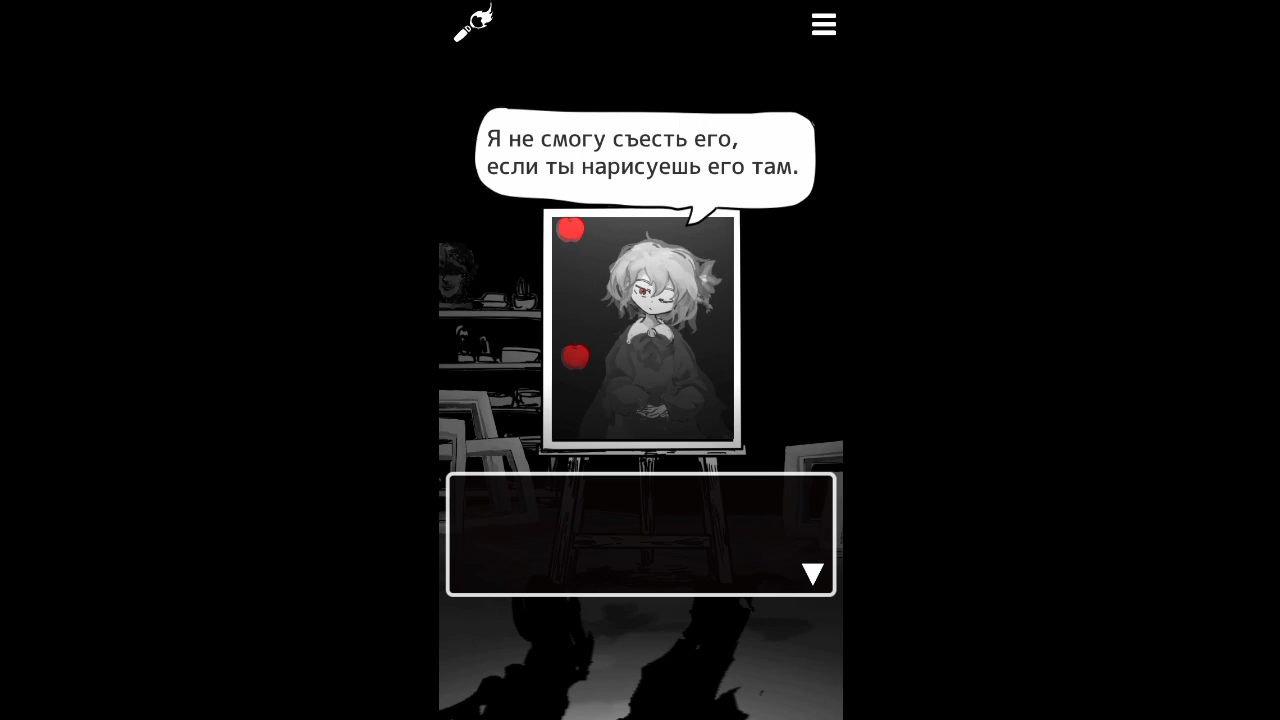 Я не смогу съесть его,
если ты нарисуешь его там.